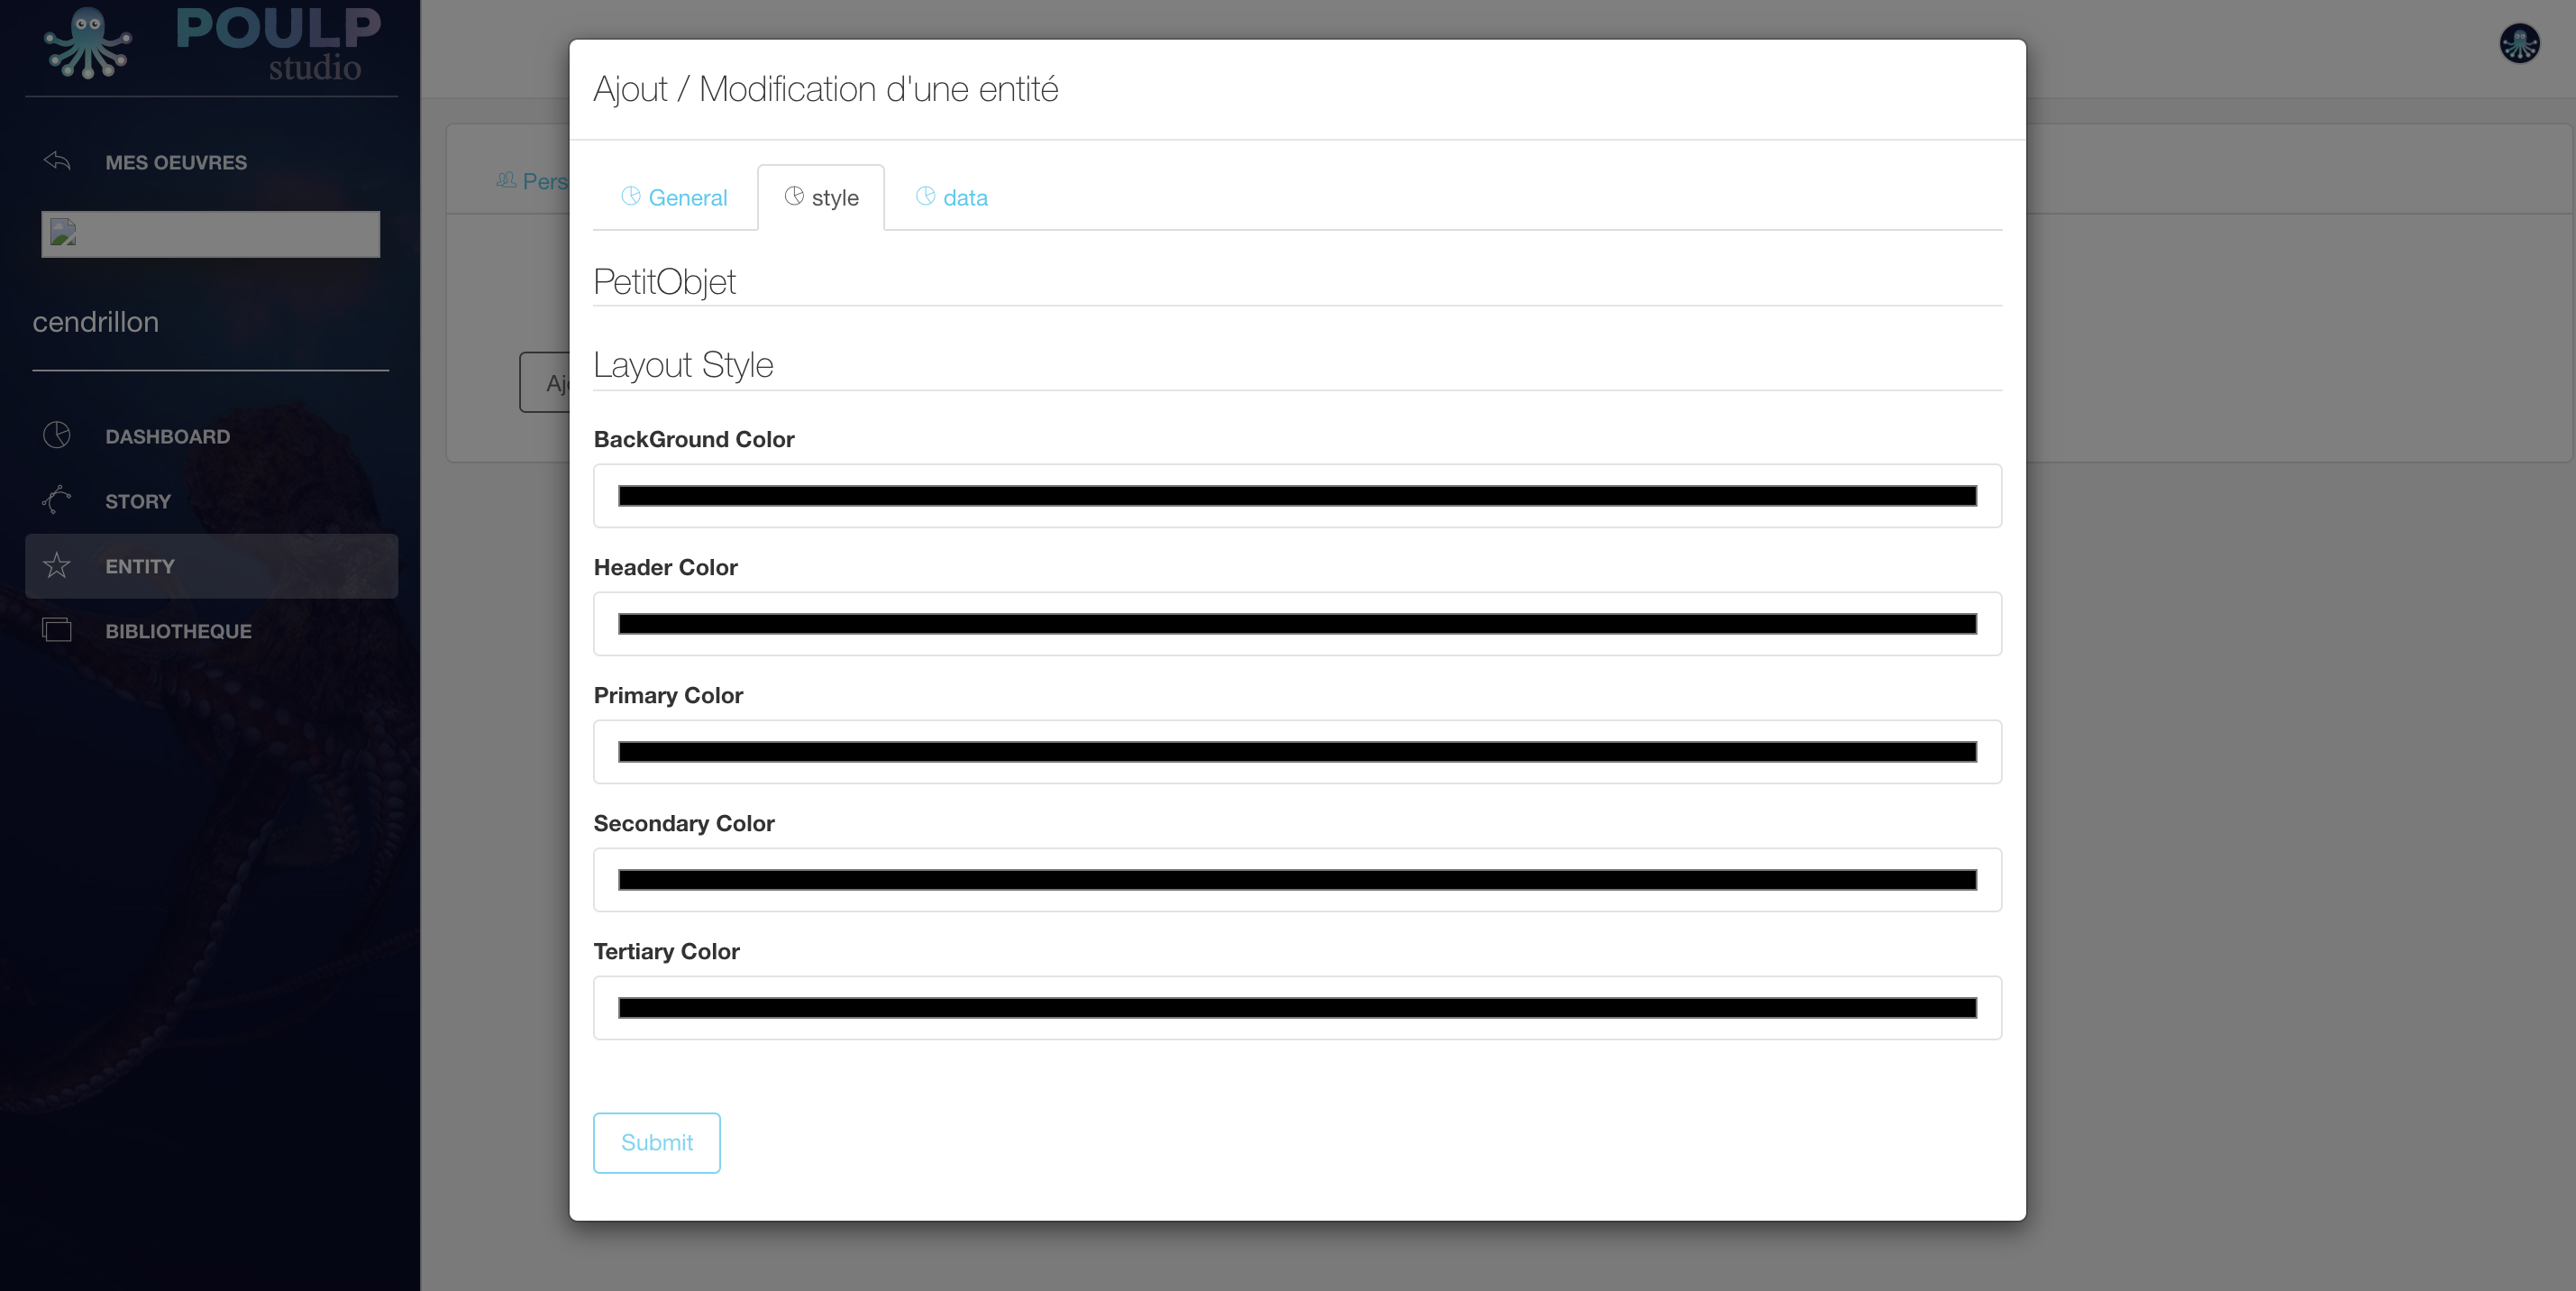 POULP
studio
MES OEUVRES
cendrillon
DASHBOARD
STORY
ENTITY
BIBLIOTHEQUE
Pers
Aj
Ajout / Modification d'une entité
General
style
data
PetitObjet
Layout Style
BackGround Color
Header Color
Primary Color
Secondary Color
Tertiary Color
Submit